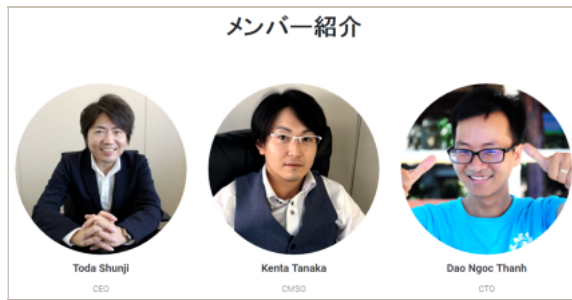 メンバー紹介
Toda Shunji
CEO
Kenta Tanaka
CMSO
Dao Ngoc Thanh
CTO